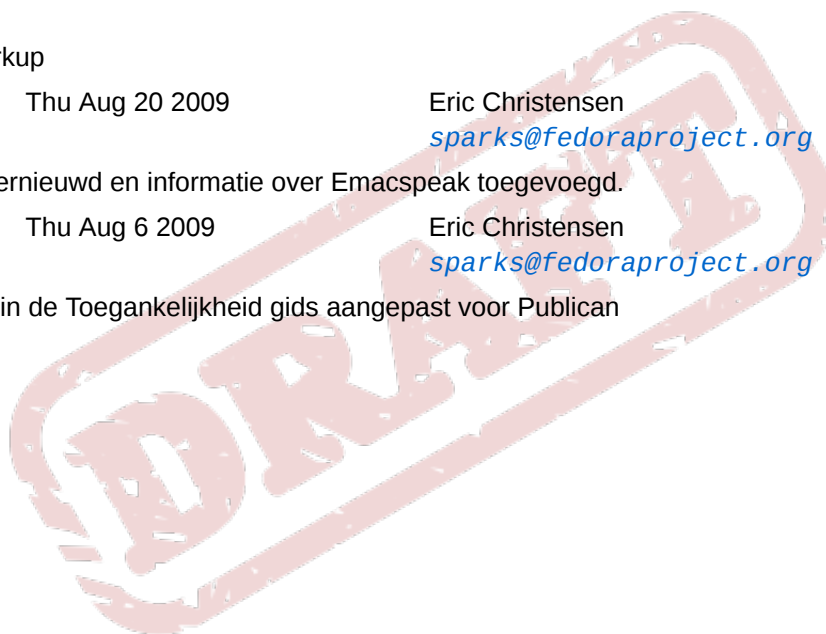 rkup
Thu Aug 20 2009 Eric Christensen
sparks@fedoraproject.org
ernieuwd en informatie over Emacspeak toegevoegd.
Thu Aug 6 2009 Eric Christensen
sparks@fedoraproject.org
in de Toegankelijkheid gids aangepast voor Publican
DRAFT